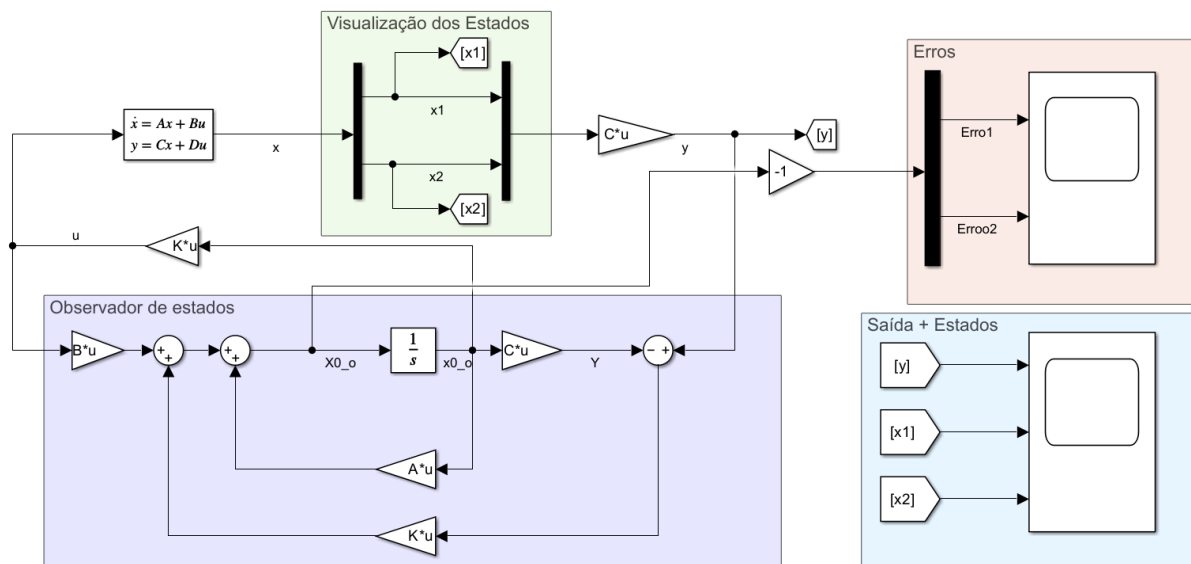 Visualização dos Estados
[x1]
x1
x2
[x2]
ẋ = Ax + Bu
y = Cx + Du
x
C*u
y
[y]
-1
Erros
Erro1
Erroo2
u
K*u
Observador de estados
B*u
+
+
+
+
X0_o
1
s
x0_o
C*u
Y
− +
A*u
K*u
Saída + Estados
[y]
[x1]
[x2]